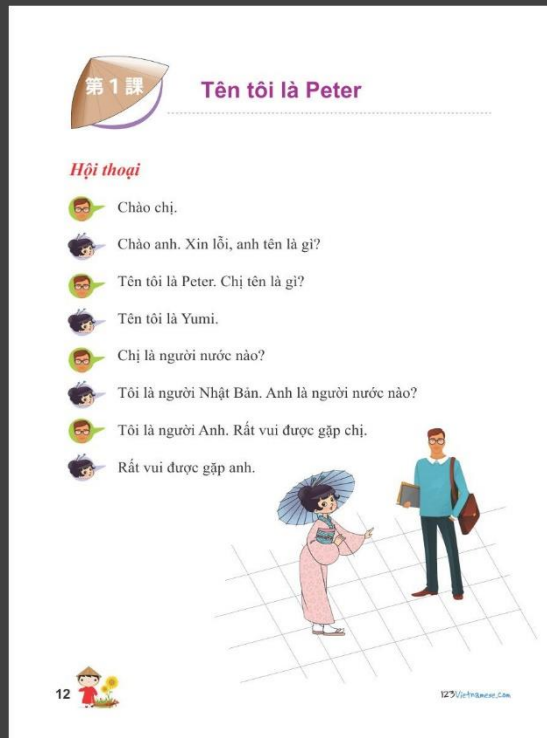 第1課
Tên tôi là Peter
Hội thoại
Chào chị.
Chào anh. Xin lỗi, anh tên là gì?
Tên tôi là Peter. Chị tên là gì?
Tên tôi là Yumi.
Chị là người nước nào?
Tôi là người Nhật Bản. Anh là người nước nào?
Tôi là người Anh. Rất vui được gặp chị.
Rất vui được gặp anh.
12
123Vietnamese.com